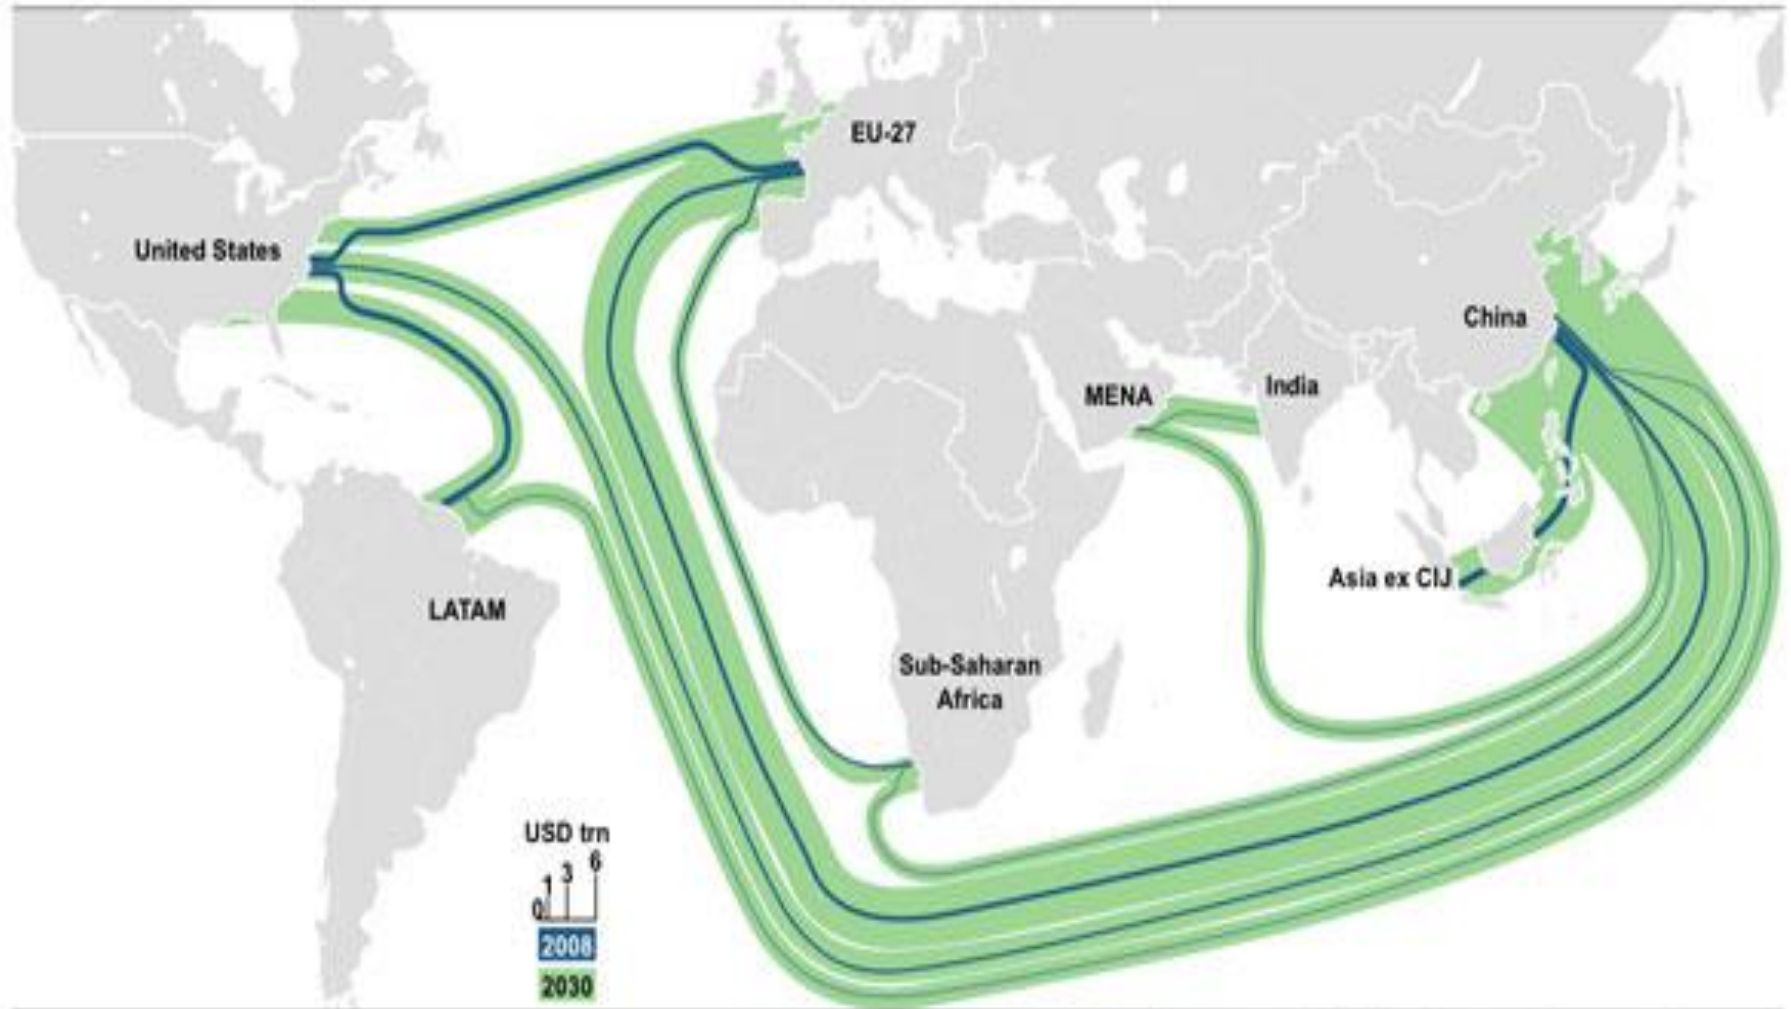 EU-27
United States
China
MENA
India
Asia ex CIJ
LATAM
Sub-Saharan
Africa
USD trn
0 1 3 6
2008
2030